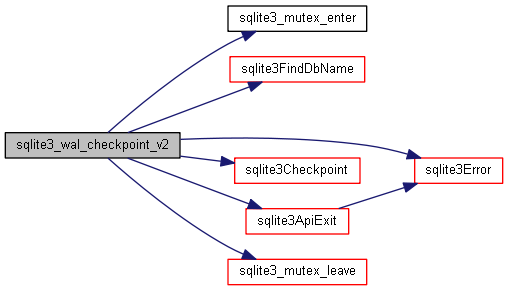 sqlite3_mutex_enter
sqlite3FindDbName
sqlite3_wal_checkpoint_v2
sqlite3Checkpoint
sqlite3Error
sqlite3ApiExit
sqlite3_mutex_leave